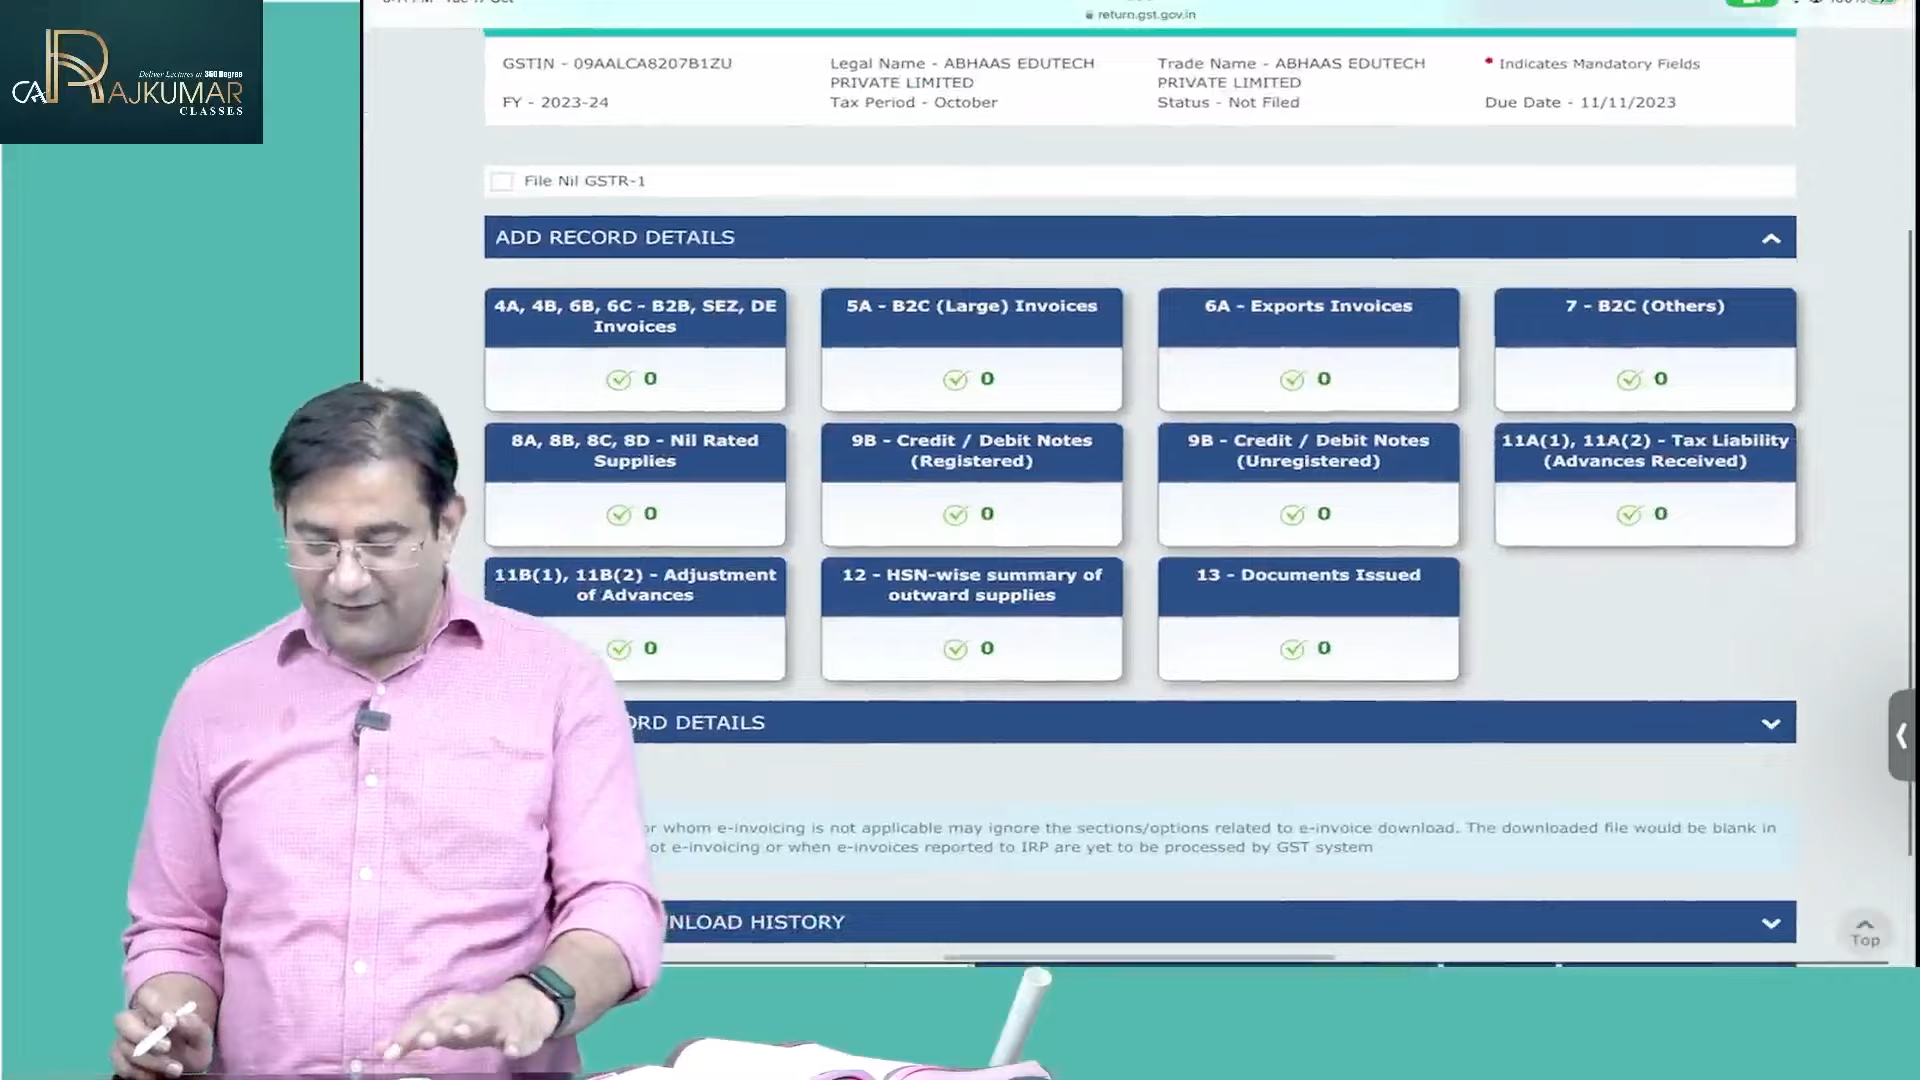 return.gst.gov.in
Deliver Lectures at 360 Degree
CA RAJKUMAR
CLASSES
GSTIN - 09AALCA8207B1ZU
Legal Name - ABHAAS EDUTECH
PRIVATE LIMITED
Trade Name - ABHAAS EDUTECH
PRIVATE LIMITED
• Indicates Mandatory Fields
FY - 2023-24
Tax Period - October
Status - Not Filed
Due Date - 11/11/2023
File Nil GSTR-1
ADD RECORD DETAILS
4A, 4B, 6B, 6C - B2B, SEZ, DE
Invoices
0
5A - B2C (Large) Invoices
0
6A - Exports Invoices
0
7 - B2C (Others)
0
8A, 8B, 8C, 8D - Nil Rated
Supplies
0
9B - Credit / Debit Notes
(Registered)
0
9B - Credit / Debit Notes
(Unregistered)
0
11A(1), 11A(2) - Tax Liability
(Advances Received)
0
11B(1), 11B(2) - Adjustment
of Advances
0
12 - HSN-wise summary of
outward supplies
0
13 - Documents Issued
0
DETAILS
whom e-invoicing is not applicable may ignore the sections/options related to e-invoice download. The downloaded file would be blank in
e-invoicing or when e-invoices reported to IRP are yet to be processed by GST system
HISTORY
Top